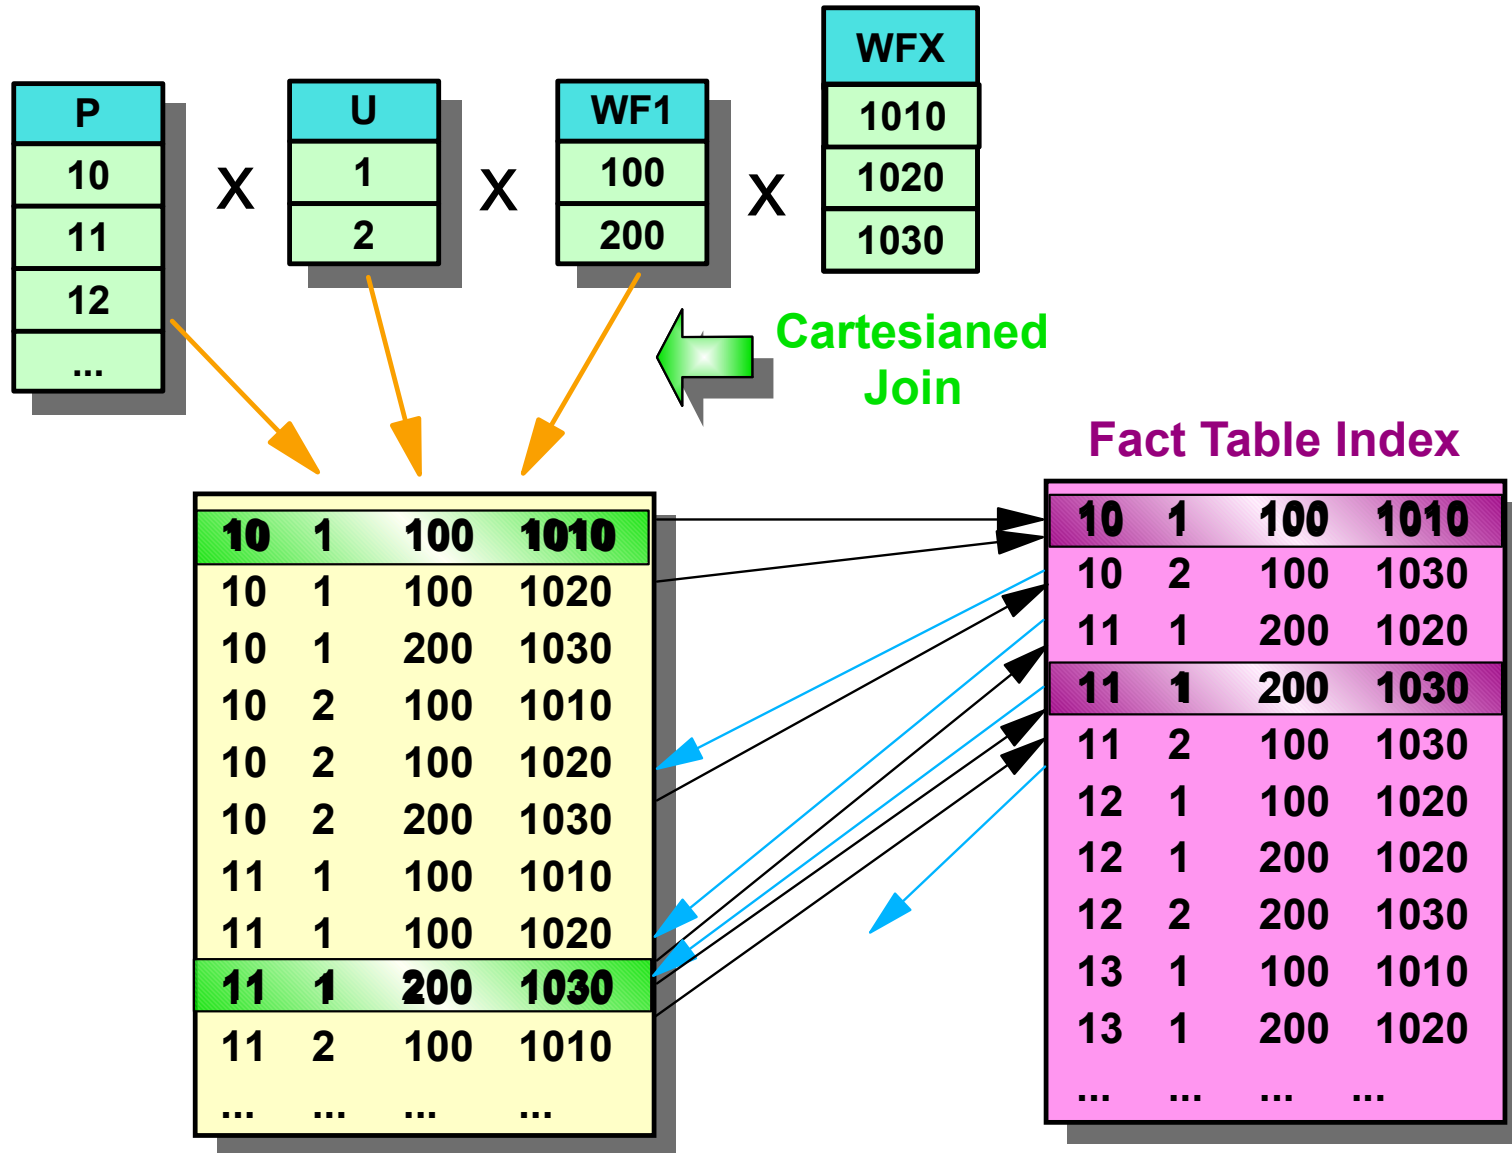 P
10
11
12
...
X
U
1
2
X
WF1
100
200
X
WFX
1010
1020
1030
Cartesianed
Join
10 1 100 1010
10 1 100 1020
10 1 200 1030
10 2 100 1010
10 2 100 1020
10 2 200 1030
11 1 100 1010
11 1 100 1020
11 1 200 1030
11 2 100 1010
... ... ... ...
Fact Table Index
10 1 100 1010
10 2 100 1030
11 1 200 1020
11 1 200 1030
11 2 100 1030
12 1 100 1020
12 1 200 1020
12 2 200 1030
13 1 100 1010
13 1 200 1020
... ... ... ...